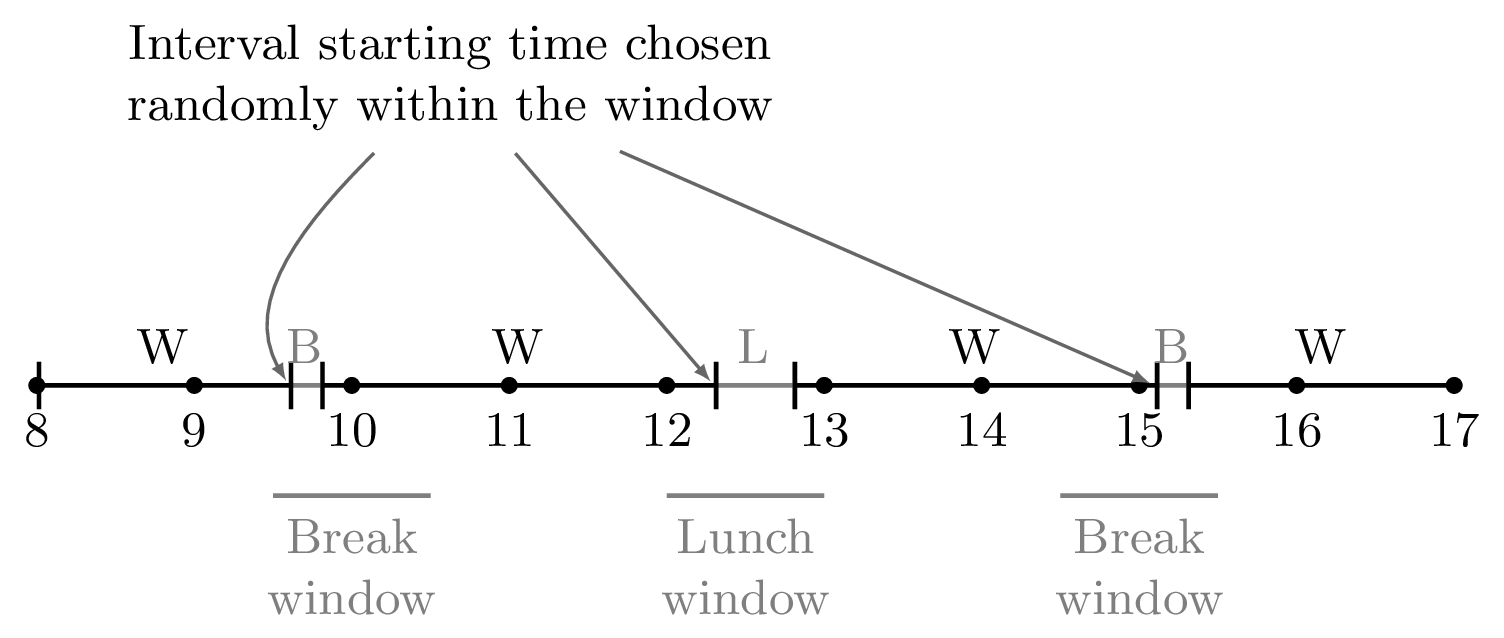 Interval starting time chosen
randomly within the window
W B W L W B W
8 9 10 11 12 13 14 15 16 17
Break Lunch Break
window window window